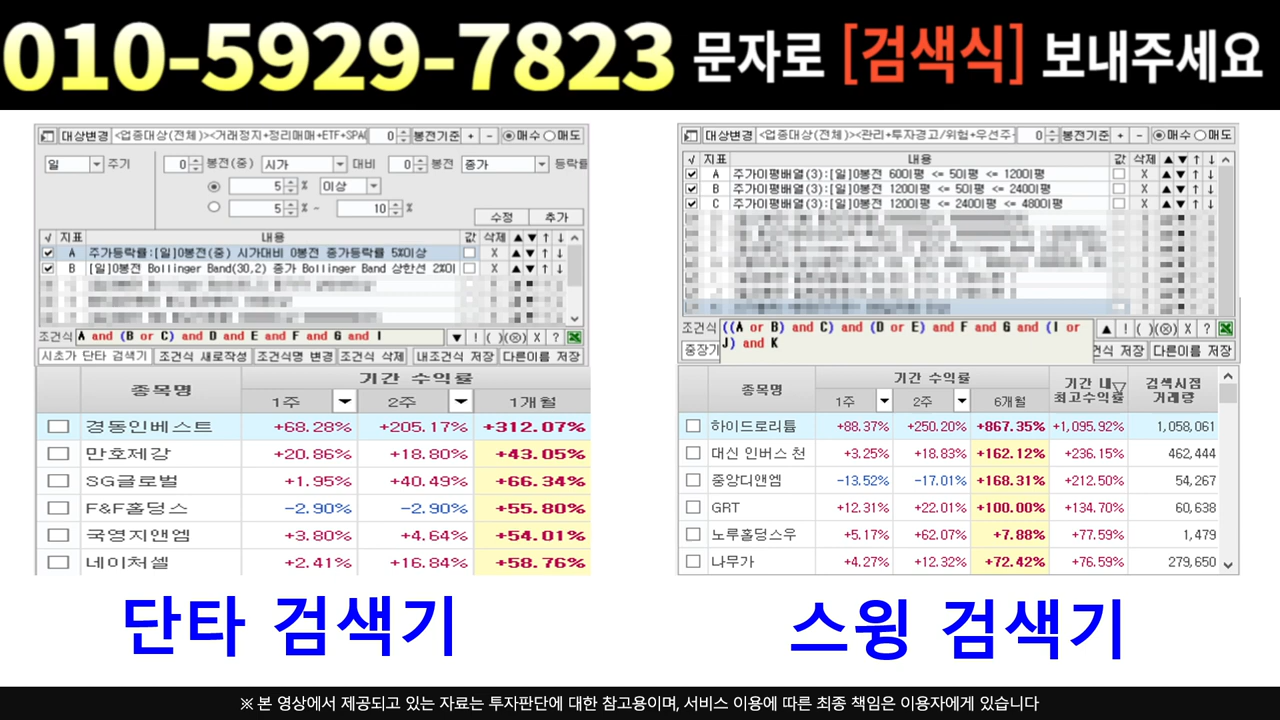 010-5929-7823 문자로 [검색식] 보내주세요
대상변경 <업종대상(전체)><거래정지+정리매매+ETF+SPA 0 봉전기준 + - 매수 매도
일 주기 0 봉전(중) 시가 대비 0 봉전 종가 등락률
5 % 이상
5 % ~ 10 %
수정 추가
√ 지표 내용 값 삭제 ▲ ▼ ↑ ↓
A 주가등락률:[일]0봉전(중) 시가대비 0봉전 종가등락률 5%이상 X ▲ ▼ ↑ ↓
B [일]0봉전 Bollinger Band(30,2) 종가 Bollinger Band 상한선 2%이 X ▲ ▼ ↑ ↓
조건식 A and (B or C) and D and E and F and G and I ▼ ! ( ) (⊗) X ?
시초가 단타 검색기 조건식 새로작성 조건식명 변경 조건식 삭제 내조건식 저장 다른이름 저장
종목명 기간 수익률
1주 2주 1개월
경동인베스트 +68.28% +205.17% +312.07%
만호제강 +20.86% +18.80% +43.05%
SG글로벌 +1.95% +40.49% +66.34%
F&F홀딩스 -2.90% -2.90% +55.80%
국영지앤엠 +3.80% +4.64% +54.01%
네이처셀 +2.41% +16.84% +58.76%
단타 검색기
대상변경 <업종대상(전체)><관리+투자경고/위험+우선주+ 0 봉전기준 + - 매수 매도
√ 지표 내용 값 삭제 ▲ ▼ ↑ ↓
A 주가이평배열(3):[일]0봉전 60이평 <= 5이평 <= 120이평 X ▲ ▼ ↑ ↓
B 주가이평배열(3):[일]0봉전 120이평 <= 5이평 <= 240이평 X ▲ ▼ ↑ ↓
C 주가이평배열(3):[일]0봉전 120이평 <= 240이평 <= 480이평 X ▲ ▼ ↑ ↓
조건식 ((A or B) and C) and (D or E) and F and G and (I or ▲ ! ( ) (⊗) X ?
중장기 J) and K 건식 저장 다른이름 저장
종목명 기간 수익률 기간 내 최고수익률 검색시점 거래량
1주 2주 6개월
하이드로리튬 +88.37% +250.20% +867.35% +1,095.92% 1,058,061
대신 인버스 천 +3.25% +18.83% +162.12% +236.15% 462,444
중앙디앤엠 -13.52% -17.01% +168.31% +212.50% 54,267
GRT +12.31% +22.01% +100.00% +134.70% 60,638
노루홀딩스우 +5.17% +62.07% +7.88% +77.59% 1,479
나무가 +4.27% +12.32% +72.42% +76.59% 279,650
스윙 검색기
※ 본 영상에서 제공되고 있는 자료는 투자판단에 대한 참고용이며, 서비스 이용에 따른 최종 책임은 이용자에게 있습니다